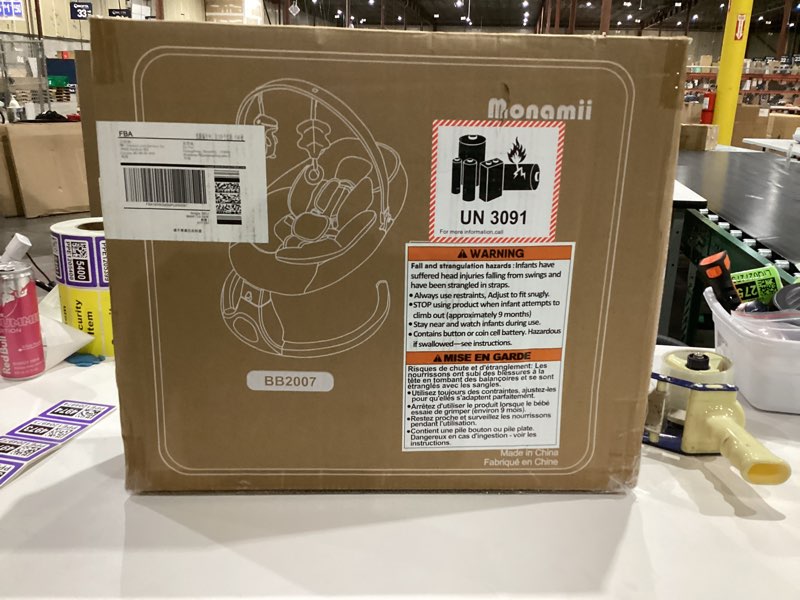 33
FBA
Monamii
UN 3091
For more information,call
WARNING
Fall and strangulation hazards: Infants have
suffered head injuries falling from swings and
have been strangled in straps.
•Always use restraints, Adjust to fit snugly.
•STOP using product when infant attempts to
climb out (approximately 9 months)
•Stay near and watch infants during use.
•Contains button or coin cell battery. Hazardous
if swallowed—see instructions.
MISE EN GARDE
Risques de chute et d'étranglement: Les
nourrissons ont subi des blessures à la
tête en tombant des balançoires et se sont
étranglés avec les sangles.
•Utilisez toujours des contraintes, ajustez-les
pour qu'elles s'adaptent parfaitement.
•Arrêtez d'utiliser le produit lorsque le bébé
essaie de grimper (environ 9 mois).
•Restez proche et surveillez les nourrissons
pendant l'utilisation.
•Contient une pile bouton ou pile plate.
Dangereux en cas d'ingestion - voir les
instructions.
BB2007
Made in China
Fabriqué en Chine
5400
curity
Item
RedBull
275